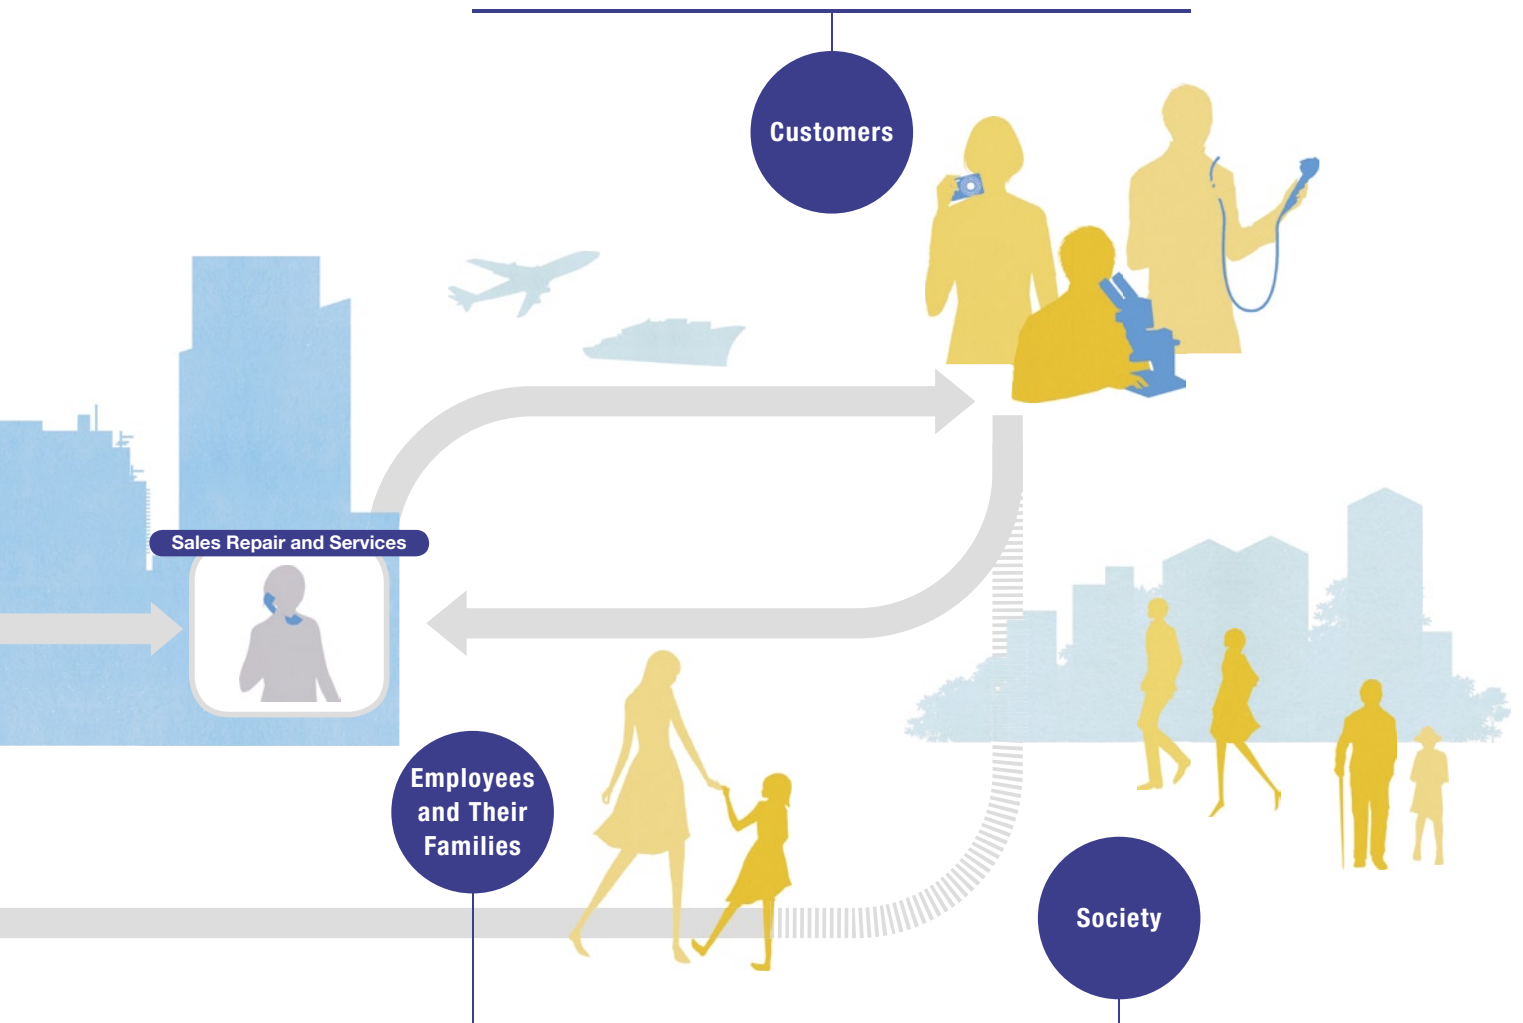 Customers
Sales Repair and Services
Employees
and Their
Families
Society